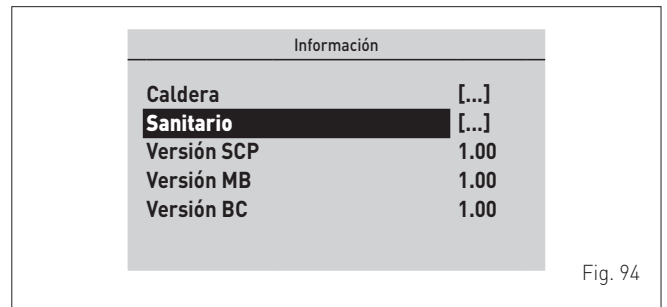 Información
Caldera [...]
Sanitario [...]
Versión SCP 1.00
Versión MB 1.00
Versión BC 1.00
Fig. 94